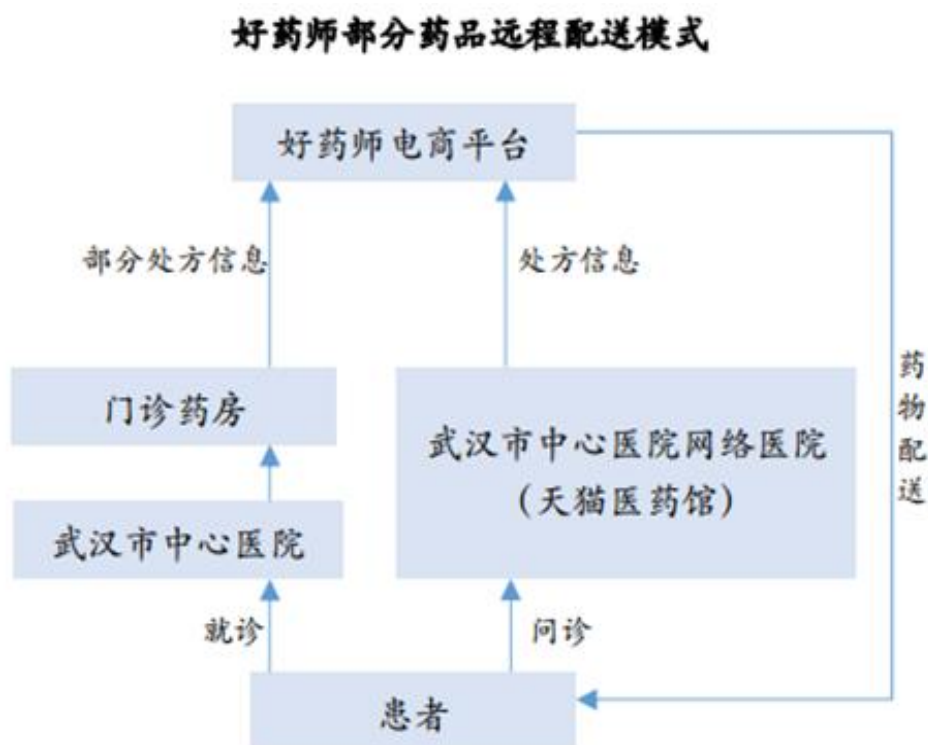 好药师部分药品远程配送模式
好药师电商平台
部分处方信息
处方信息
门诊药房
武汉市中心医院网络医院
（天猫医药馆）
药物配送
武汉市中心医院
就诊
问诊
患者